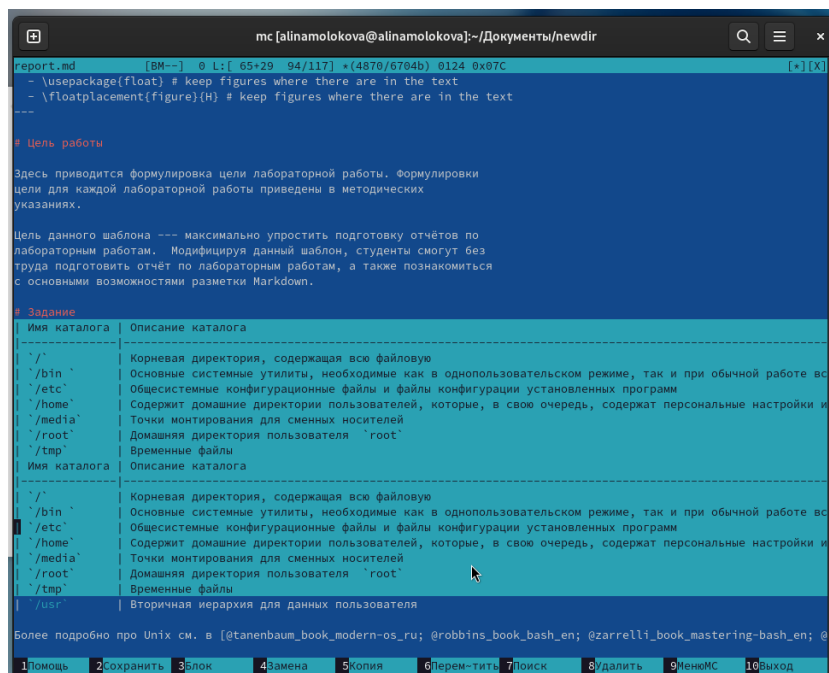 mc [alinamolokova@alinamolokova]:~/Документы/newdir
report.md [BM--] 0 L:[ 65+29 94/117] *(4870/6704b) 0124 0x07C [*][X]
- \usepackage{float} # keep figures where there are in the text
- \floatplacement{figure}{H} # keep figures where there are in the text
---
# Цель работы
Здесь приводится формулировка цели лабораторной работы. Формулировки
цели для каждой лабораторной работы приведены в методических
указаниях.
Цель данного шаблона --- максимально упростить подготовку отчётов по
лабораторным работам.  Модифицируя данный шаблон, студенты смогут без
труда подготовить отчёт по лабораторным работам, а также познакомиться
с основными возможностями разметки Markdown.
# Задание
| Имя каталога | Описание каталога
|--------------|----------------------------------------------------------------------------------------
| `/` | Корневая директория, содержащая всю файловую
| `/bin ` | Основные системные утилиты, необходимые как в однопользовательском режиме, так и при обычной работе вс
| `/etc` | Общесистемные конфигурационные файлы и файлы конфигурации установленных программ
| `/home` | Содержит домашние директории пользователей, которые, в свою очередь, содержат персональные настройки и
| `/media` | Точки монтирования для сменных носителей
| `/root` | Домашняя директория пользователя  `root`
| `/tmp` | Временные файлы
| Имя каталога | Описание каталога
|--------------|----------------------------------------------------------------------------------------
| `/` | Корневая директория, содержащая всю файловую
| `/bin ` | Основные системные утилиты, необходимые как в однопользовательском режиме, так и при обычной работе вс
| `/etc` | Общесистемные конфигурационные файлы и файлы конфигурации установленных программ
| `/home` | Содержит домашние директории пользователей, которые, в свою очередь, содержат персональные настройки и
| `/media` | Точки монтирования для сменных носителей
| `/root` | Домашняя директория пользователя  `root`
| `/tmp` | Временные файлы
| `/usr` | Вторичная иерархия для данных пользователя
Более подробно про Unix см. в [@tanenbaum_book_modern-os_ru; @robbins_book_bash_en; @zarrelli_book_mastering-bash_en; @
1Помощь 2Сохранить 3Блок 4Замена 5Копия 6Перем~тить 7Поиск 8Удалить 9МенюMC 10Выход